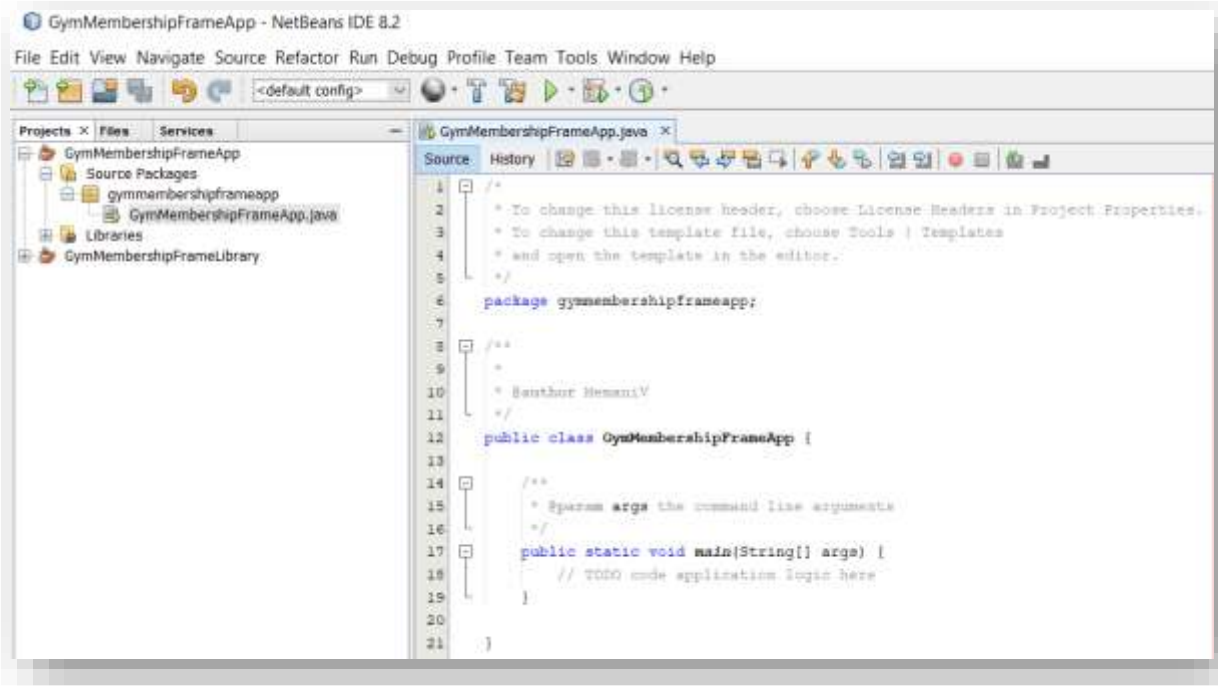 GymMembershipFrameApp - NetBeans IDE 8.2
File Edit View Navigate Source Refactor Run Debug Profile Team Tools Window Help
<default config>
Projects × Files Services
GymMembershipFrameApp.java ×
GymMembershipFrameApp
Source Packages
gymmembershipframeapp
GymMembershipFrameApp.java
Libraries
GymMembershipFrameLibrary
Source History
1 /*
2 * To change this license header, choose License Headers in Project Properties.
3 * To change this template file, choose Tools | Templates
4 * and open the template in the editor.
5 */
6 package gymmembershipframeapp;
7
8 /**
9 *
10 * @author HemaniV
11 */
12 public class GymMembershipFrameApp {
13
14 /**
15 * @param args the command line arguments
16 */
17 public static void main(String[] args) {
18 // TODO code application logic here
19 }
20
21 }